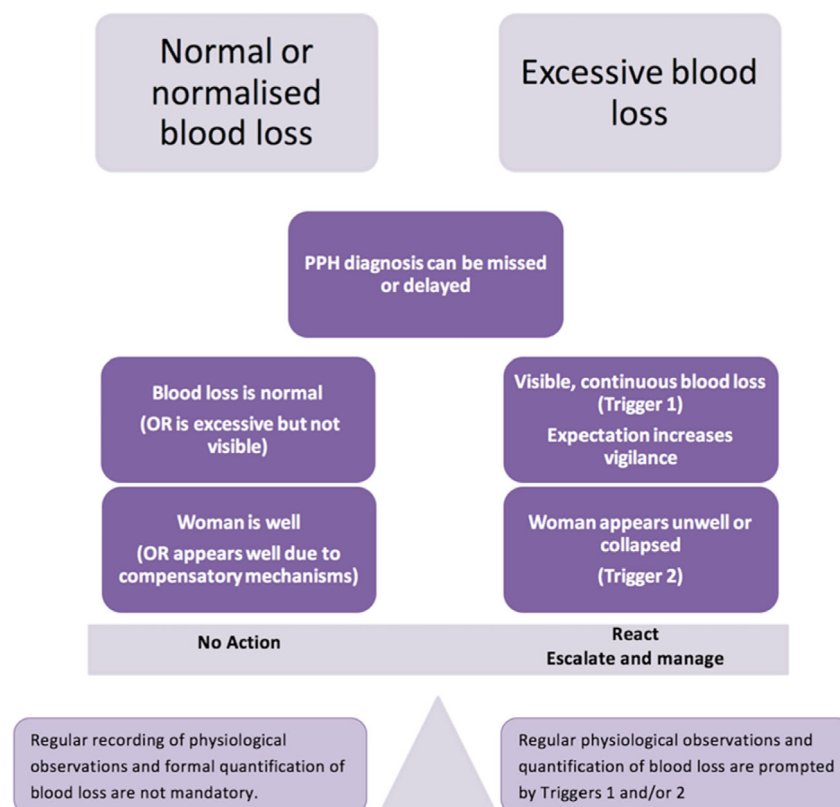 Normal or
normalised
blood loss
Excessive blood
loss
PPH diagnosis can be missed
or delayed
Blood loss is normal
(OR is excessive but not
visible)
Visible, continuous blood loss
(Trigger 1)
Expectation increases
vigilance
Woman is well
(OR appears well due to
compensatory mechanisms)
Woman appears unwell or
collapsed
(Trigger 2)
No Action
React
Escalate and manage
Regular recording of physiological
observations and formal quantification of
blood loss are not mandatory.
Regular physiological observations and
quantification of blood loss are prompted
by Triggers 1 and/or 2